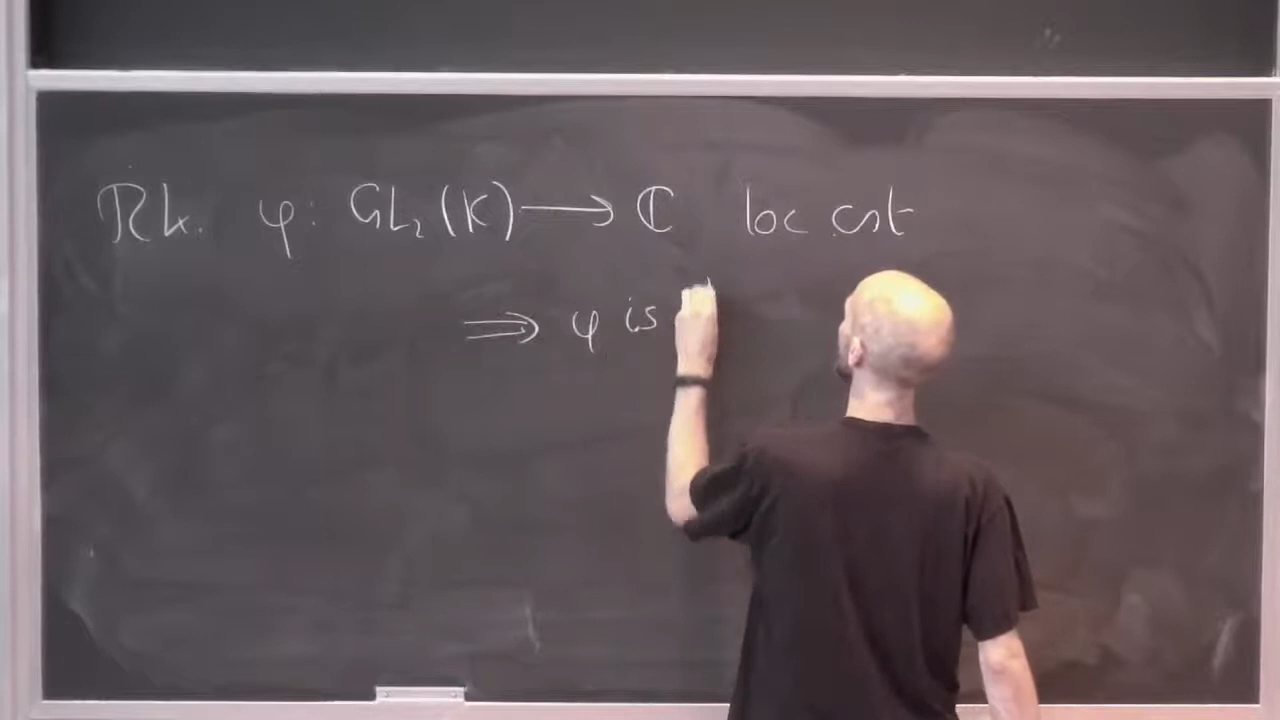 Rk. φ: GL₂(K) ⟶ ℂ loc cst
⟹ φ is